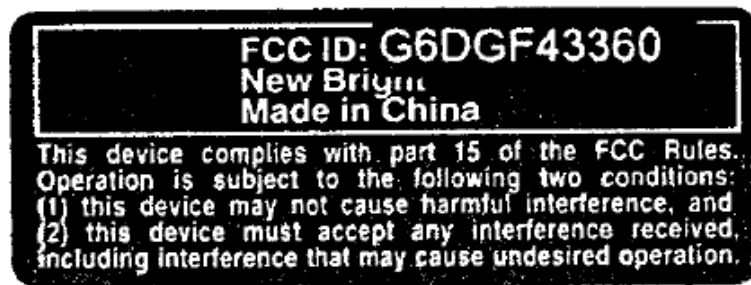 FCC ID: G6DGF43360
New Bright
Made in China
This device complies with part 15 of the FCC Rules.
Operation is subject to the following two conditions:
(1) this device may not cause harmful interference, and
(2) this device must accept any interference received,
including interference that may cause undesired operation.